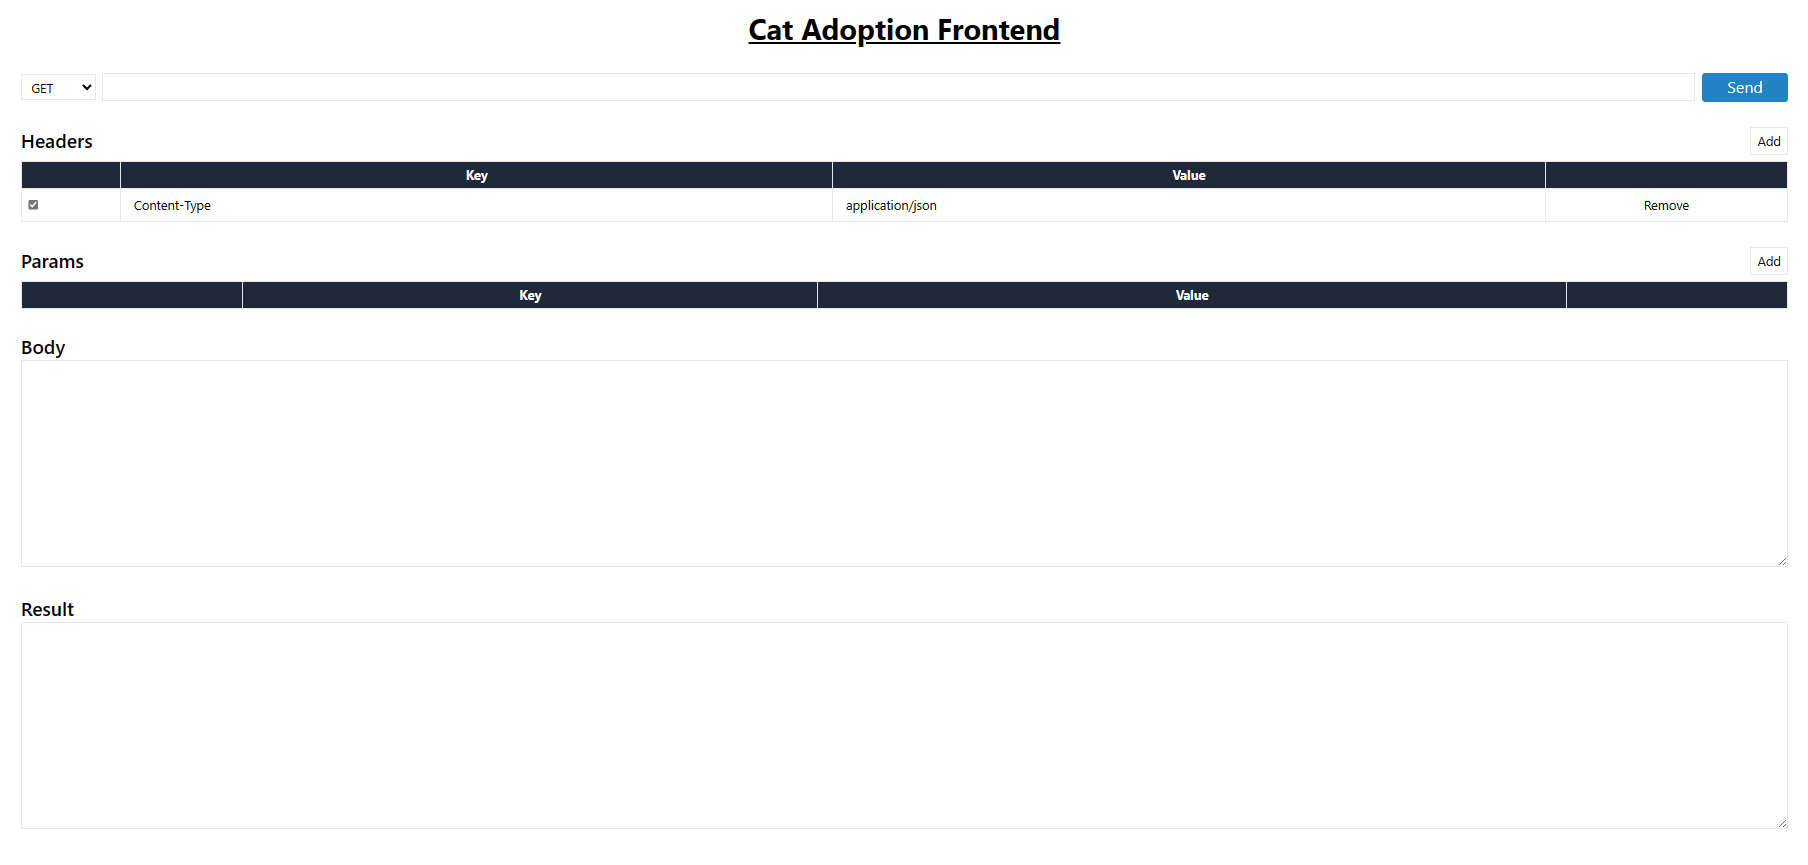 Cat Adoption Frontend
GET
Send
Headers
Add
Key Value
Content-Type application/json Remove
Params
Add
Key Value
Body
Result